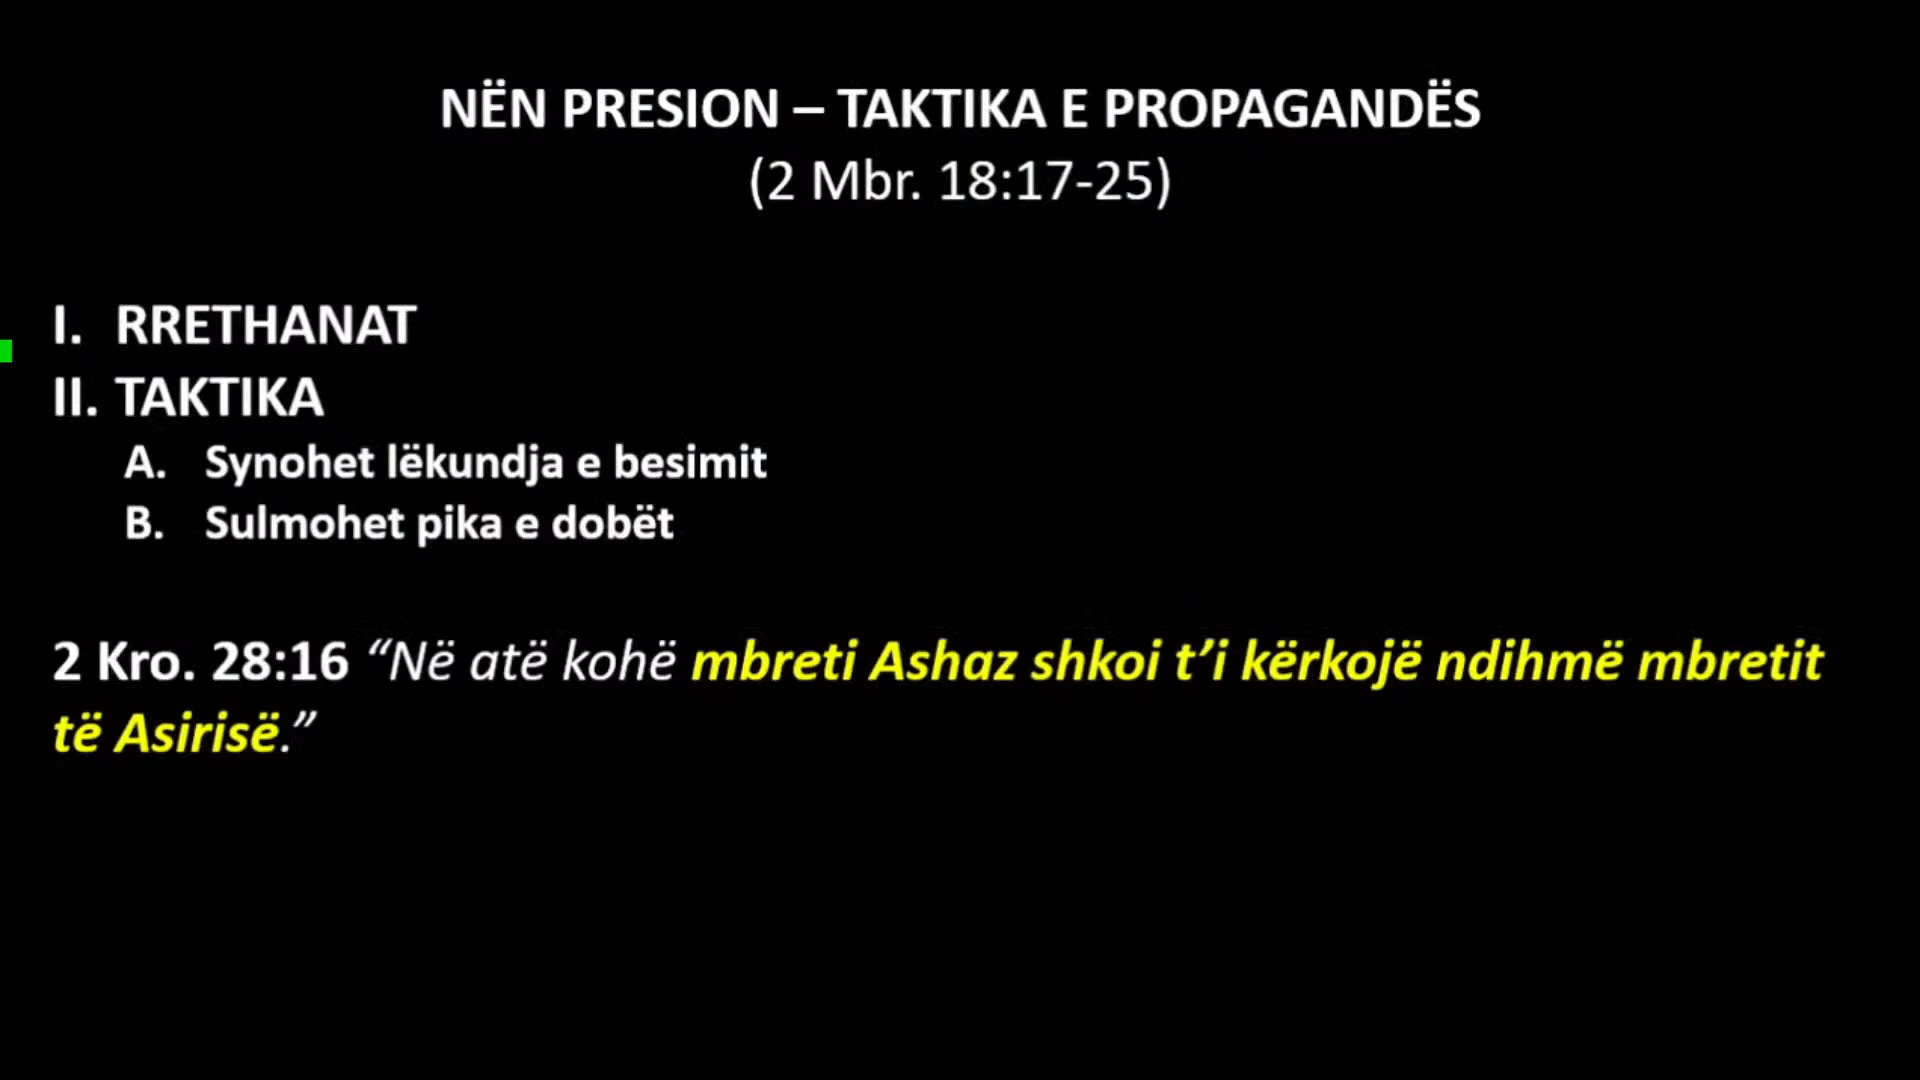 NËN PRESION – TAKTIKA E PROPAGANDËS
(2 Mbr. 18:17-25)
I. RRETHANAT
II. TAKTIKA
A. Synohet lëkundja e besimit
B. Sulmohet pika e dobët
2 Kro. 28:16 “Në atë kohë mbreti Ashaz shkoi t’i kërkojë ndihmë mbretit
të Asirisë.”